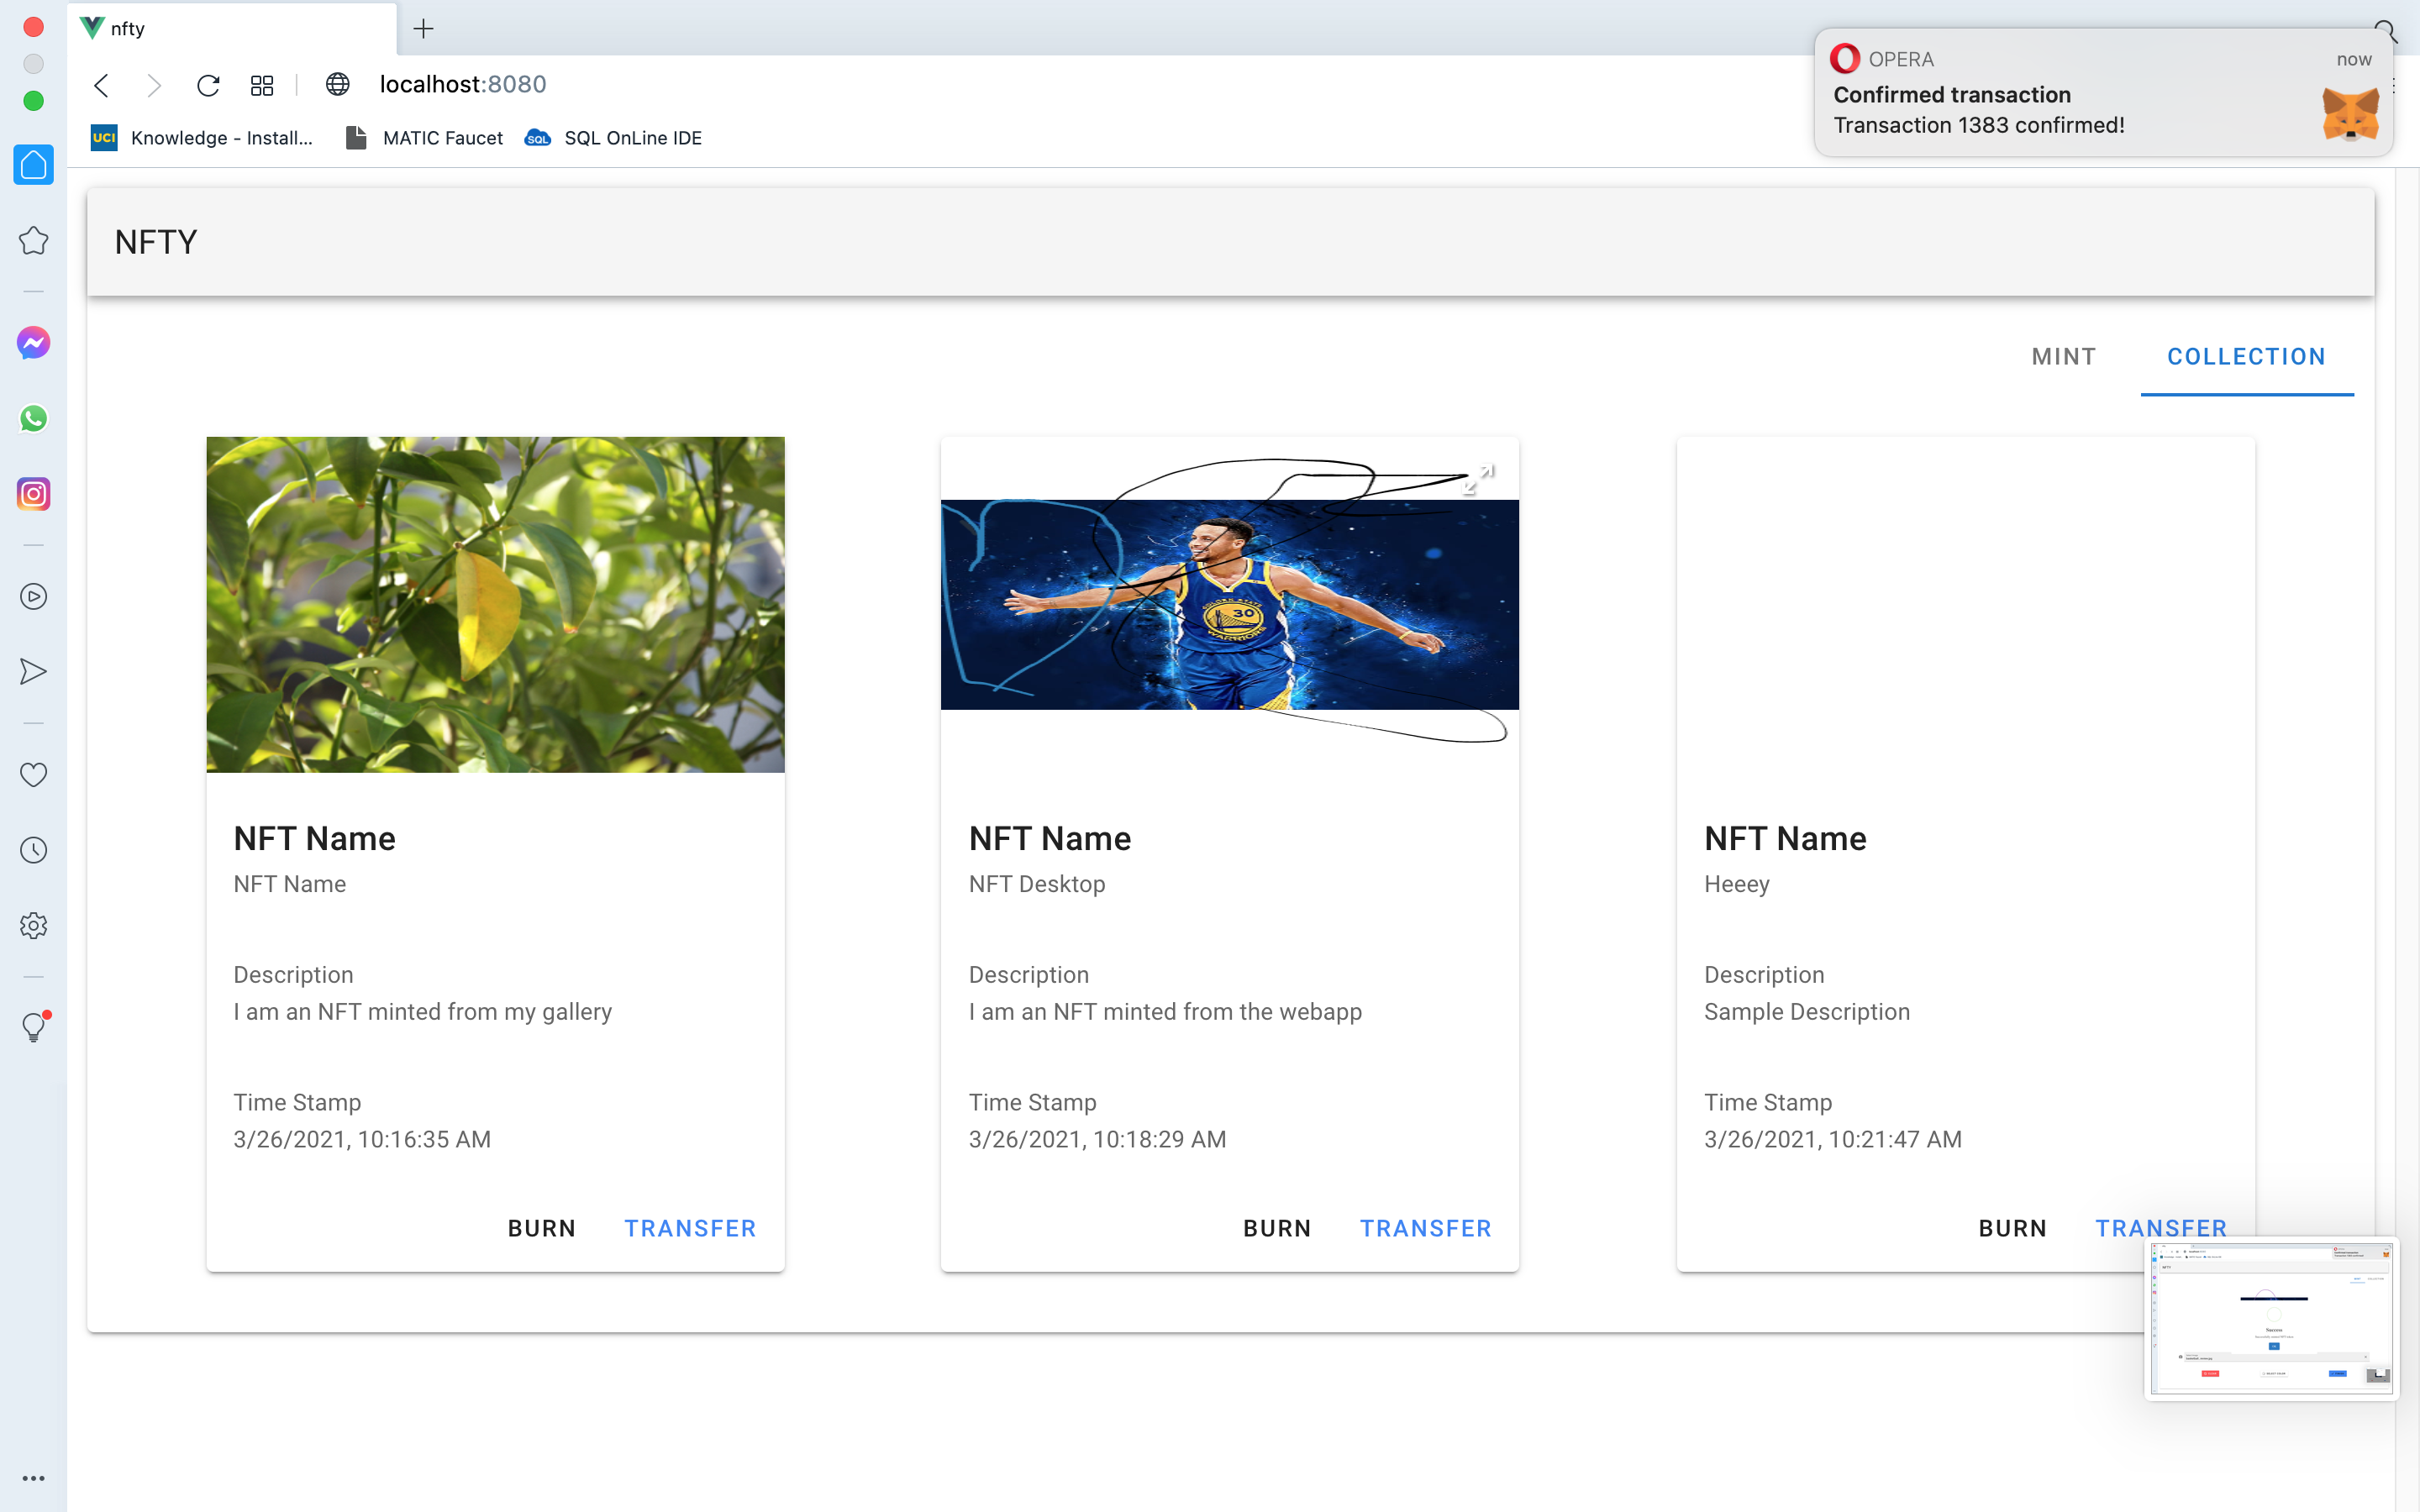 nfty
localhost:8080
OPERA
now
Confirmed transaction
Transaction 1383 confirmed!
UCI
Knowledge - Install...
MATIC Faucet
SQL
SQL OnLine IDE
NFTY
MINT
COLLECTION
30
WARRIORS
NFT Name
NFT Name
Description
I am an NFT minted from my gallery
Time Stamp
3/26/2021, 10:16:35 AM
BURN
TRANSFER
NFT Name
NFT Desktop
Description
I am an NFT minted from the webapp
Time Stamp
3/26/2021, 10:18:29 AM
BURN
TRANSFER
NFT Name
Heeey
Description
Sample Description
Time Stamp
3/26/2021, 10:21:47 AM
BURN
TRANSFER
Success